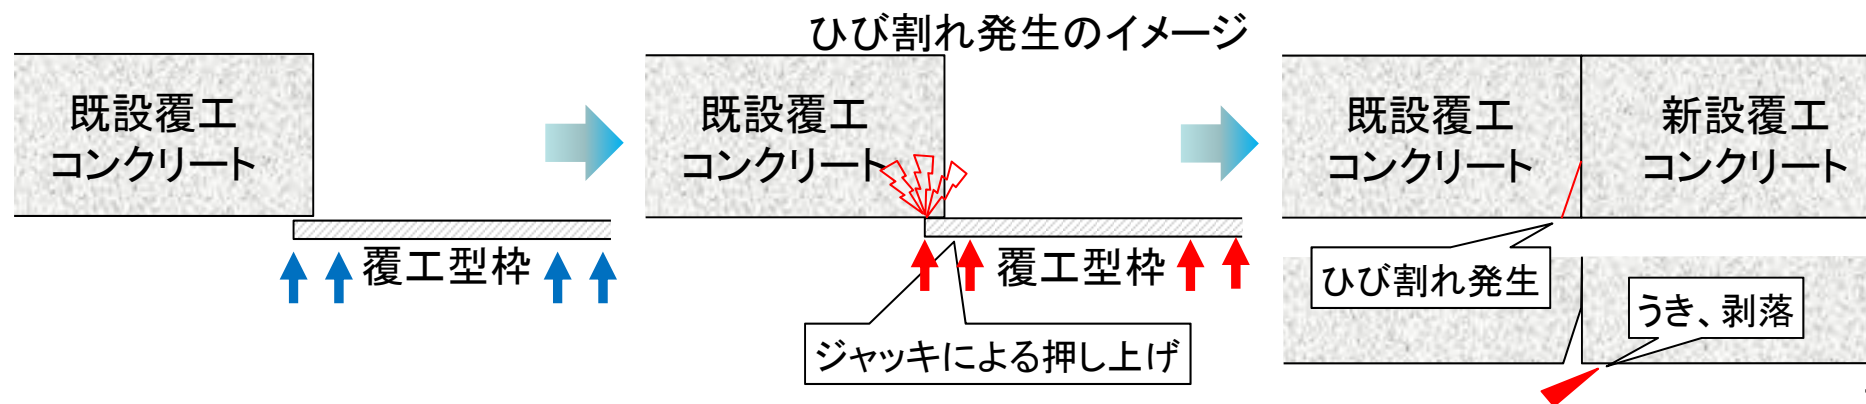 ひび割れ発生のイメージ
既設覆工
コンクリート
覆工型枠
既設覆工
コンクリート
覆工型枠
ジャッキによる押し上げ
既設覆工
コンクリート
新設覆工
コンクリート
ひび割れ発生
うき、剥落